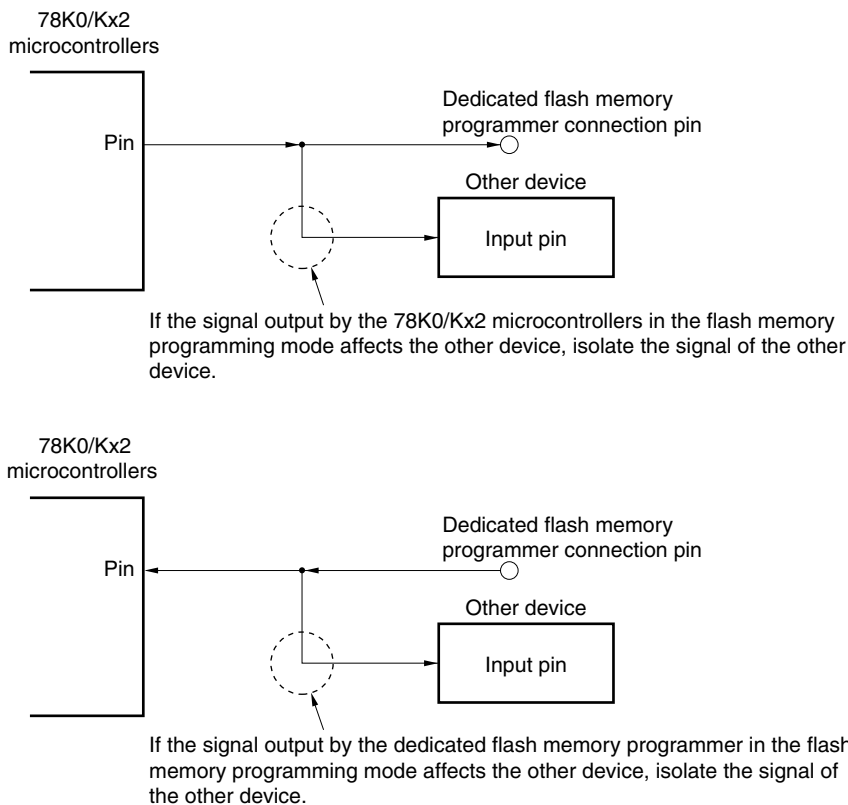 78K0/Kx2
microcontrollers
Pin
Dedicated flash memory
programmer connection pin
Other device
Input pin
If the signal output by the 78K0/Kx2 microcontrollers in the flash memory
programming mode affects the other device, isolate the signal of the other
device.
78K0/Kx2
microcontrollers
Pin
Dedicated flash memory
programmer connection pin
Other device
Input pin
If the signal output by the dedicated flash memory programmer in the flash
memory programming mode affects the other device, isolate the signal of
the other device.